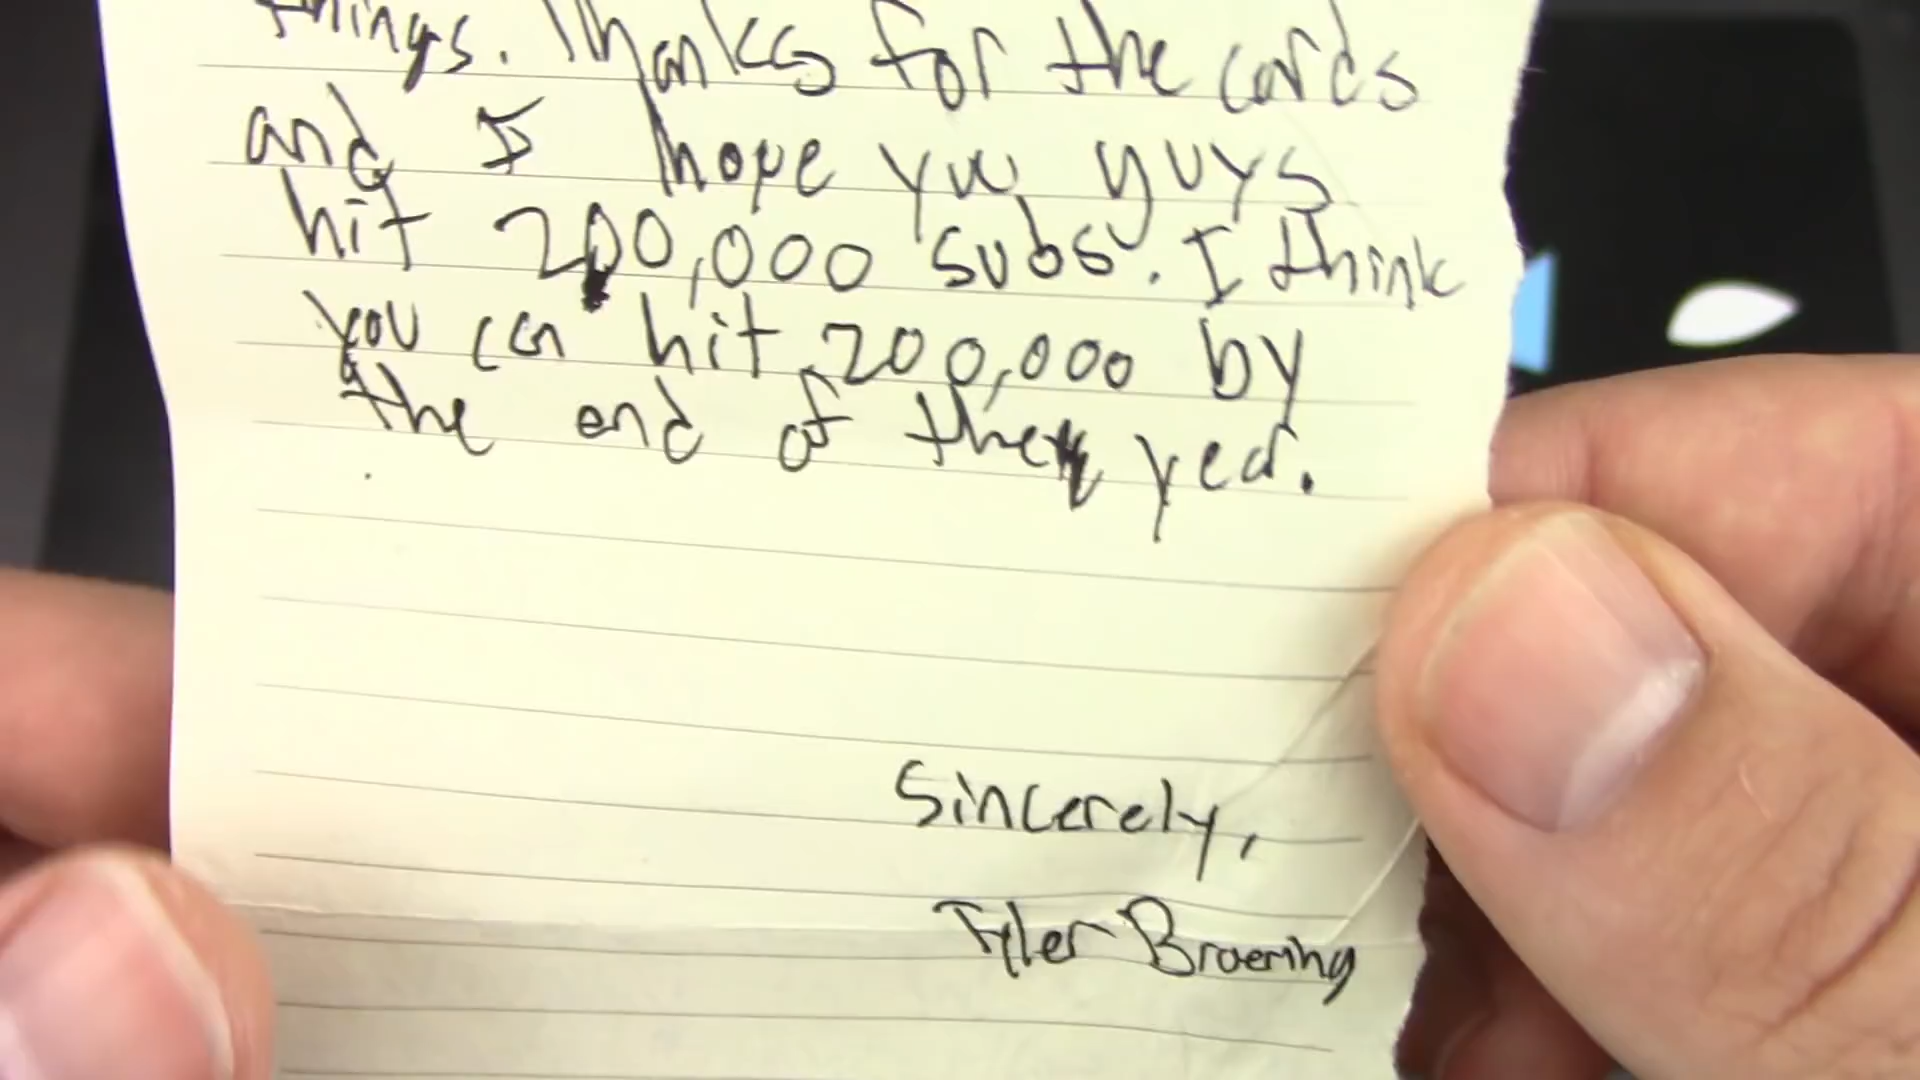 things. Thanks for the cards
and I hope you guys
hit 200,000 subs. I think
you can hit 200,000 by
the end of the year.
Sincerely,
Tyler Broering